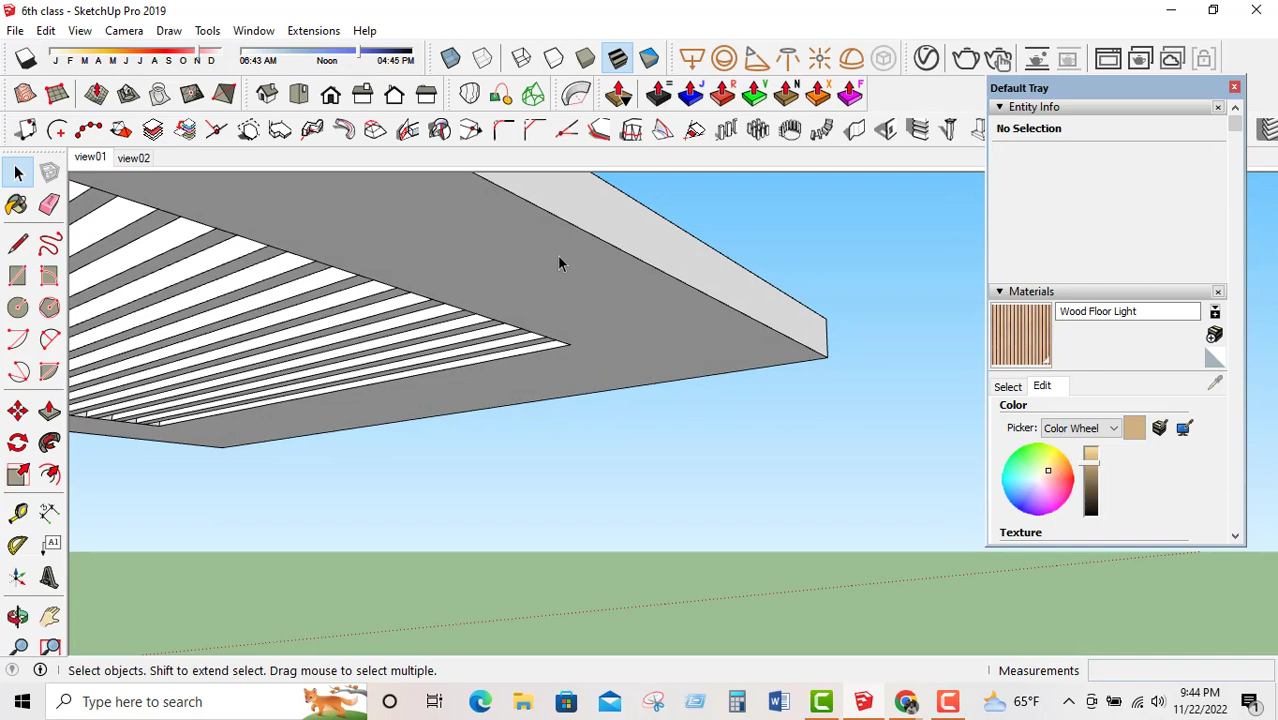 6th class - SketchUp Pro 2019
File Edit View Camera Draw Tools Window Extensions Help
J F M A M J J A S O N D
06:43 AM Noon 04:45 PM
J R V N X F
Default Tray
Entity Info
No Selection
view01 view02
Materials
Wood Floor Light
Select Edit
Color
Picker: Color Wheel
Texture
A1
Select objects. Shift to extend select. Drag mouse to select multiple.
Measurements
Type here to search
65°F
9:44 PM
11/22/2022
1